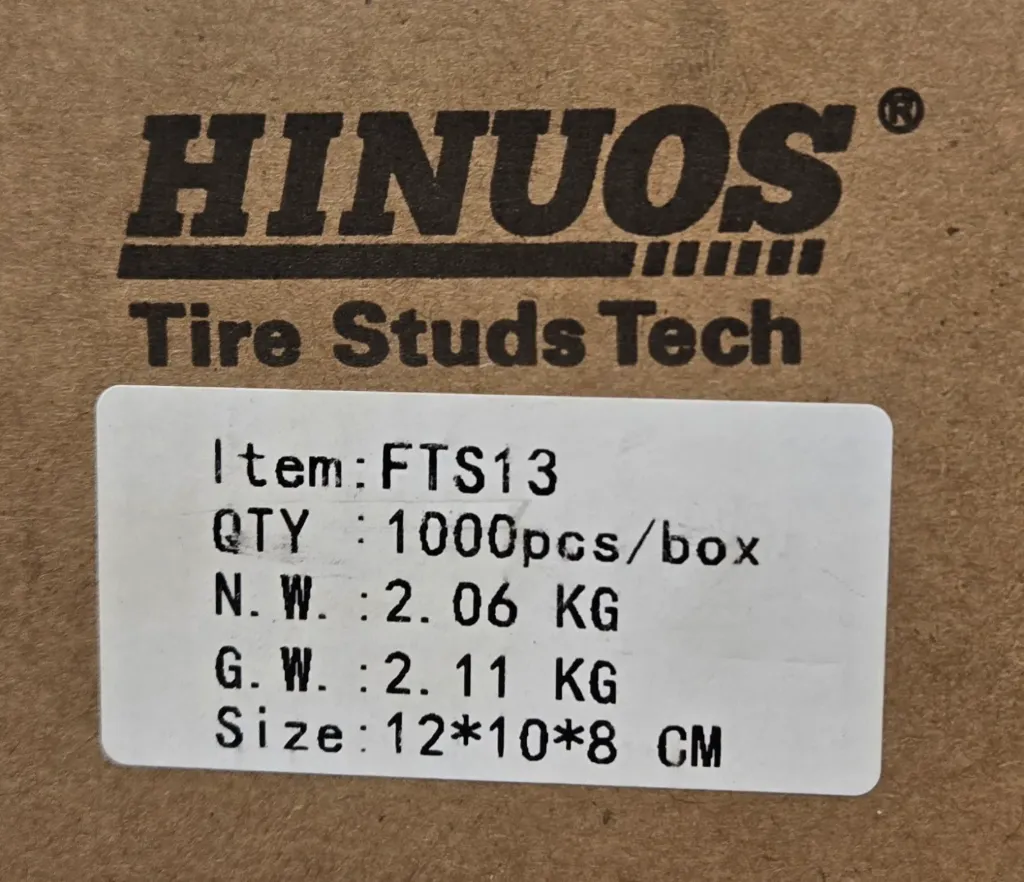 HINUOS®
Tire Studs Tech
Item:FTS13
QTY :1000pcs/box
N.W. :2.06 KG
G.W. :2.11 KG
Size:12*10*8 CM